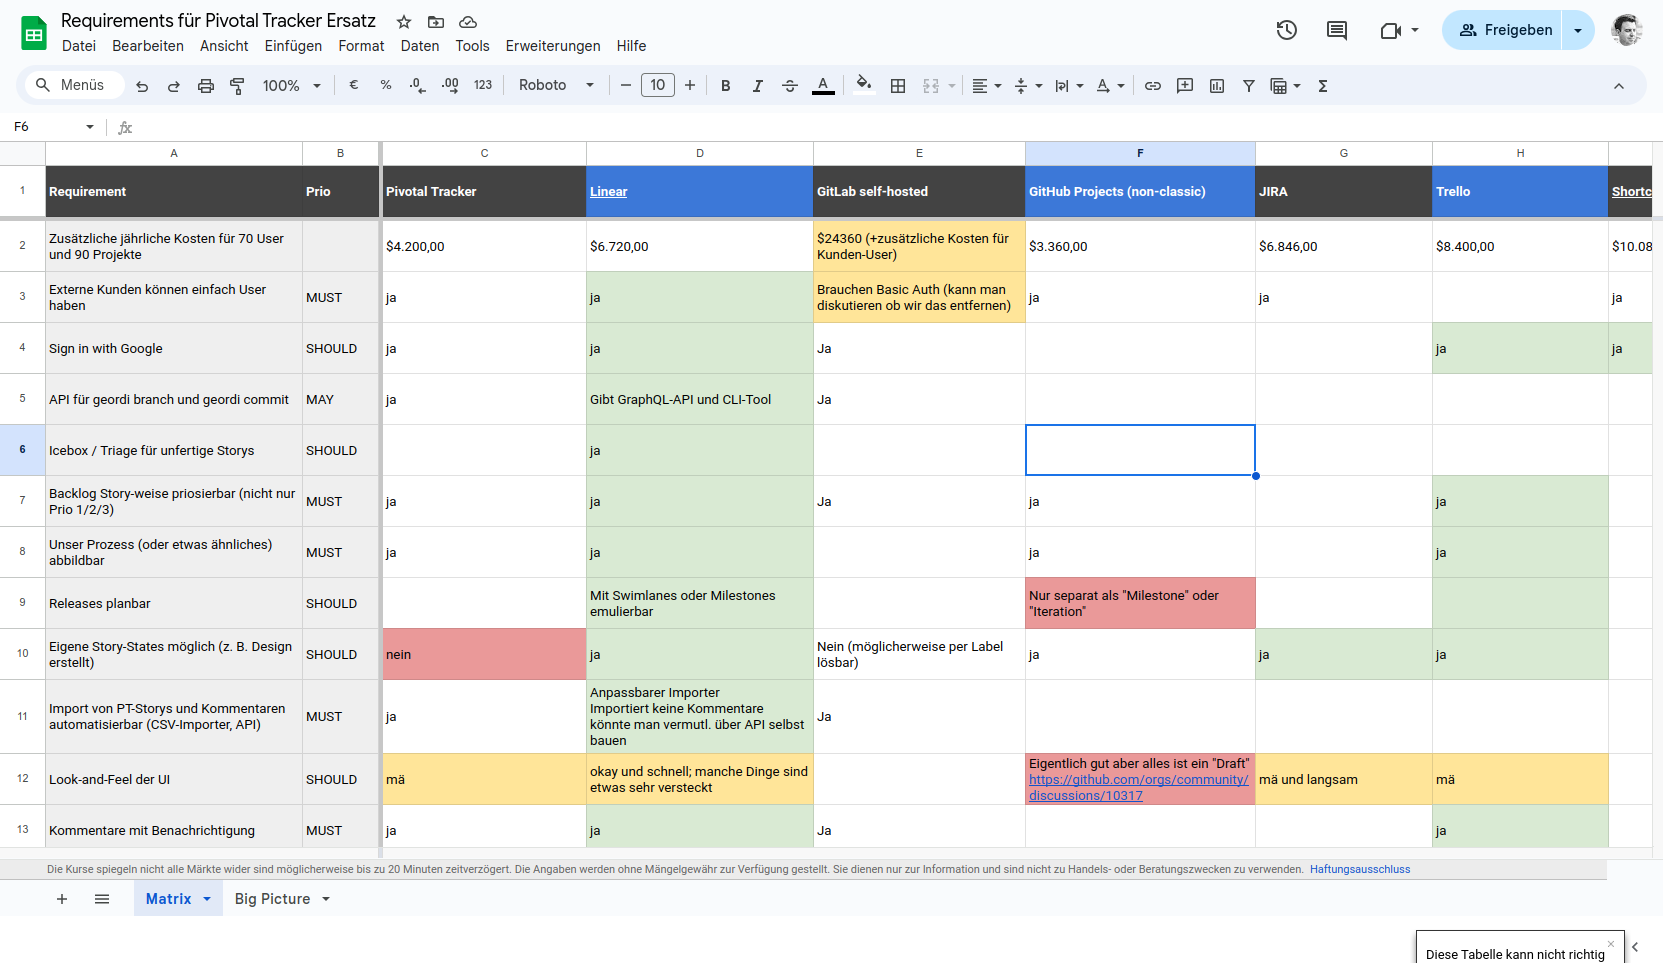 Requirements für Pivotal Tracker Ersatz
Datei Bearbeiten Ansicht Einfügen Format Daten Tools Erweiterungen Hilfe
Freigeben
Menüs 100% € % .0 .00 123 Roboto 10 B I A A Σ
F6 fx
A B C D E F G H
1 Requirement Prio Pivotal Tracker Linear GitLab self-hosted GitHub Projects (non-classic) JIRA Trello Shortc
2 Zusätzliche jährliche Kosten für 70 User und 90 Projekte $4.200,00 $6.720,00 $24360 (+zusätzliche Kosten für Kunden-User) $3.360,00 $6.846,00 $8.400,00 $10.08
3 Externe Kunden können einfach User haben MUST ja ja Brauchen Basic Auth (kann man diskutieren ob wir das entfernen) ja ja ja
4 Sign in with Google SHOULD ja ja Ja ja ja
5 API für geordi branch und geordi commit MAY ja Gibt GraphQL-API und CLI-Tool Ja
6 Icebox / Triage für unfertige Storys SHOULD ja
7 Backlog Story-weise priosierbar (nicht nur Prio 1/2/3) MUST ja ja Ja ja ja
8 Unser Prozess (oder etwas ähnliches) abbildbar MUST ja ja ja ja
9 Releases planbar SHOULD Mit Swimlanes oder Milestones emulierbar Nur separat als "Milestone" oder "Iteration"
10 Eigene Story-States möglich (z. B. Design erstellt) SHOULD nein ja Nein (möglicherweise per Label lösbar) ja ja ja
11 Import von PT-Storys und Kommentaren automatisierbar (CSV-Importer, API) MUST ja Anpassbarer Importer Importiert keine Kommentare könnte man vermutl. über API selbst bauen Ja
12 Look-and-Feel der UI SHOULD mä okay und schnell; manche Dinge sind etwas sehr versteckt Eigentlich gut aber alles ist ein "Draft" https://github.com/orgs/community/discussions/10317 mä und langsam mä
13 Kommentare mit Benachrichtigung MUST ja ja Ja ja
Die Kurse spiegeln nicht alle Märkte wider sind möglicherweise bis zu 20 Minuten zeitverzögert. Die Angaben werden ohne Mängelgewähr zur Verfügung gestellt. Sie dienen nur zur Information und sind nicht zu Handels- oder Beratungszwecken zu verwenden. Haftungsausschluss
Matrix Big Picture
Diese Tabelle kann nicht richtig